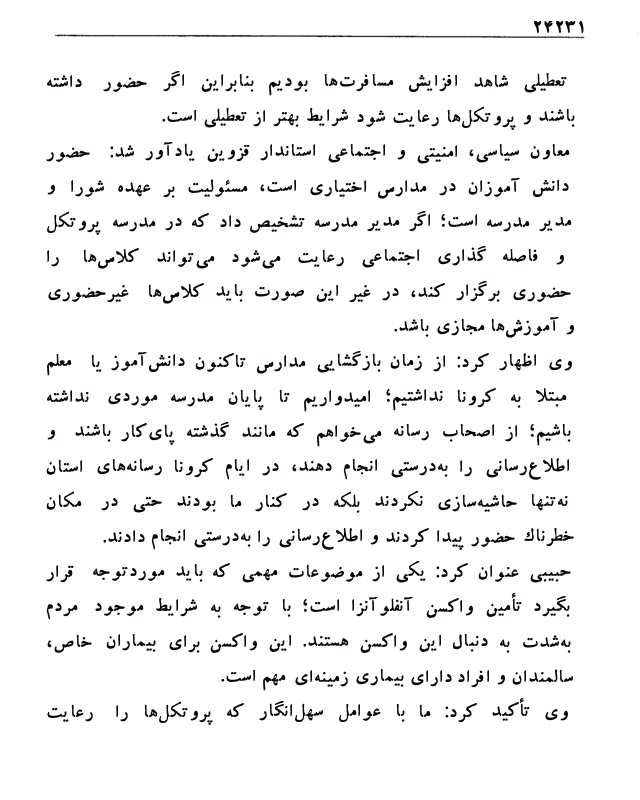 ۲۴۲۳۱
تعطیلی شاهد افزایش مسافرت‌ها بودیم بنابراین اگر حضور داشته
باشند و پروتکل‌ها رعایت شود شرایط بهتر از تعطیلی است.
معاون سیاسی، امنیتی و اجتماعی استاندار قزوین یادآور شد: حضور
دانش آموزان در مدارس اختیاری است، مسئولیت بر عهده شورا و
مدیر مدرسه است؛ اگر مدیر مدرسه تشخیص داد که در مدرسه پروتکل
و فاصله گذاری اجتماعی رعایت می‌شود می‌تواند کلاس‌ها را
حضوری برگزار کند، در غیر این صورت باید کلاس‌ها غیرحضوری
و آموزش‌ها مجازی باشد.
وی اظهار کرد: از زمان بازگشایی مدارس تاکنون دانش‌آموز یا معلم
مبتلا به کرونا نداشتیم؛ امیدواریم تا پایان مدرسه موردی نداشته
باشیم؛ از اصحاب رسانه می‌خواهم که مانند گذشته پای‌کار باشند و
اطلاع‌رسانی را به‌درستی انجام دهند، در ایام کرونا رسانه‌های استان
نه‌تنها حاشیه‌سازی نکردند بلکه در کنار ما بودند حتی در مکان
خطرناك حضور پیدا کردند و اطلاع‌رسانی را به‌درستی انجام دادند.
حبیبی عنوان کرد: یکی از موضوعات مهمی که باید موردتوجه قرار
بگیرد تأمین واکسن آنفلوآنزا است؛ با توجه به شرایط موجود مردم
به‌شدت به دنبال این واکسن هستند. این واکسن برای بیماران خاص،
سالمندان و افراد دارای بیماری زمینه‌ای مهم است.
وی تأکید کرد: ما با عوامل سهل‌انگار که پروتکل‌ها را رعایت